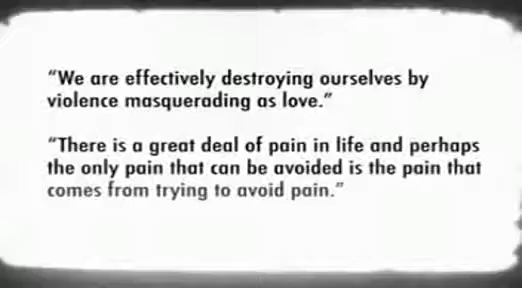 “We are effectively destroying ourselves by
violence masquerading as love.”
“There is a great deal of pain in life and perhaps
the only pain that can be avoided is the pain that
comes from trying to avoid pain.”